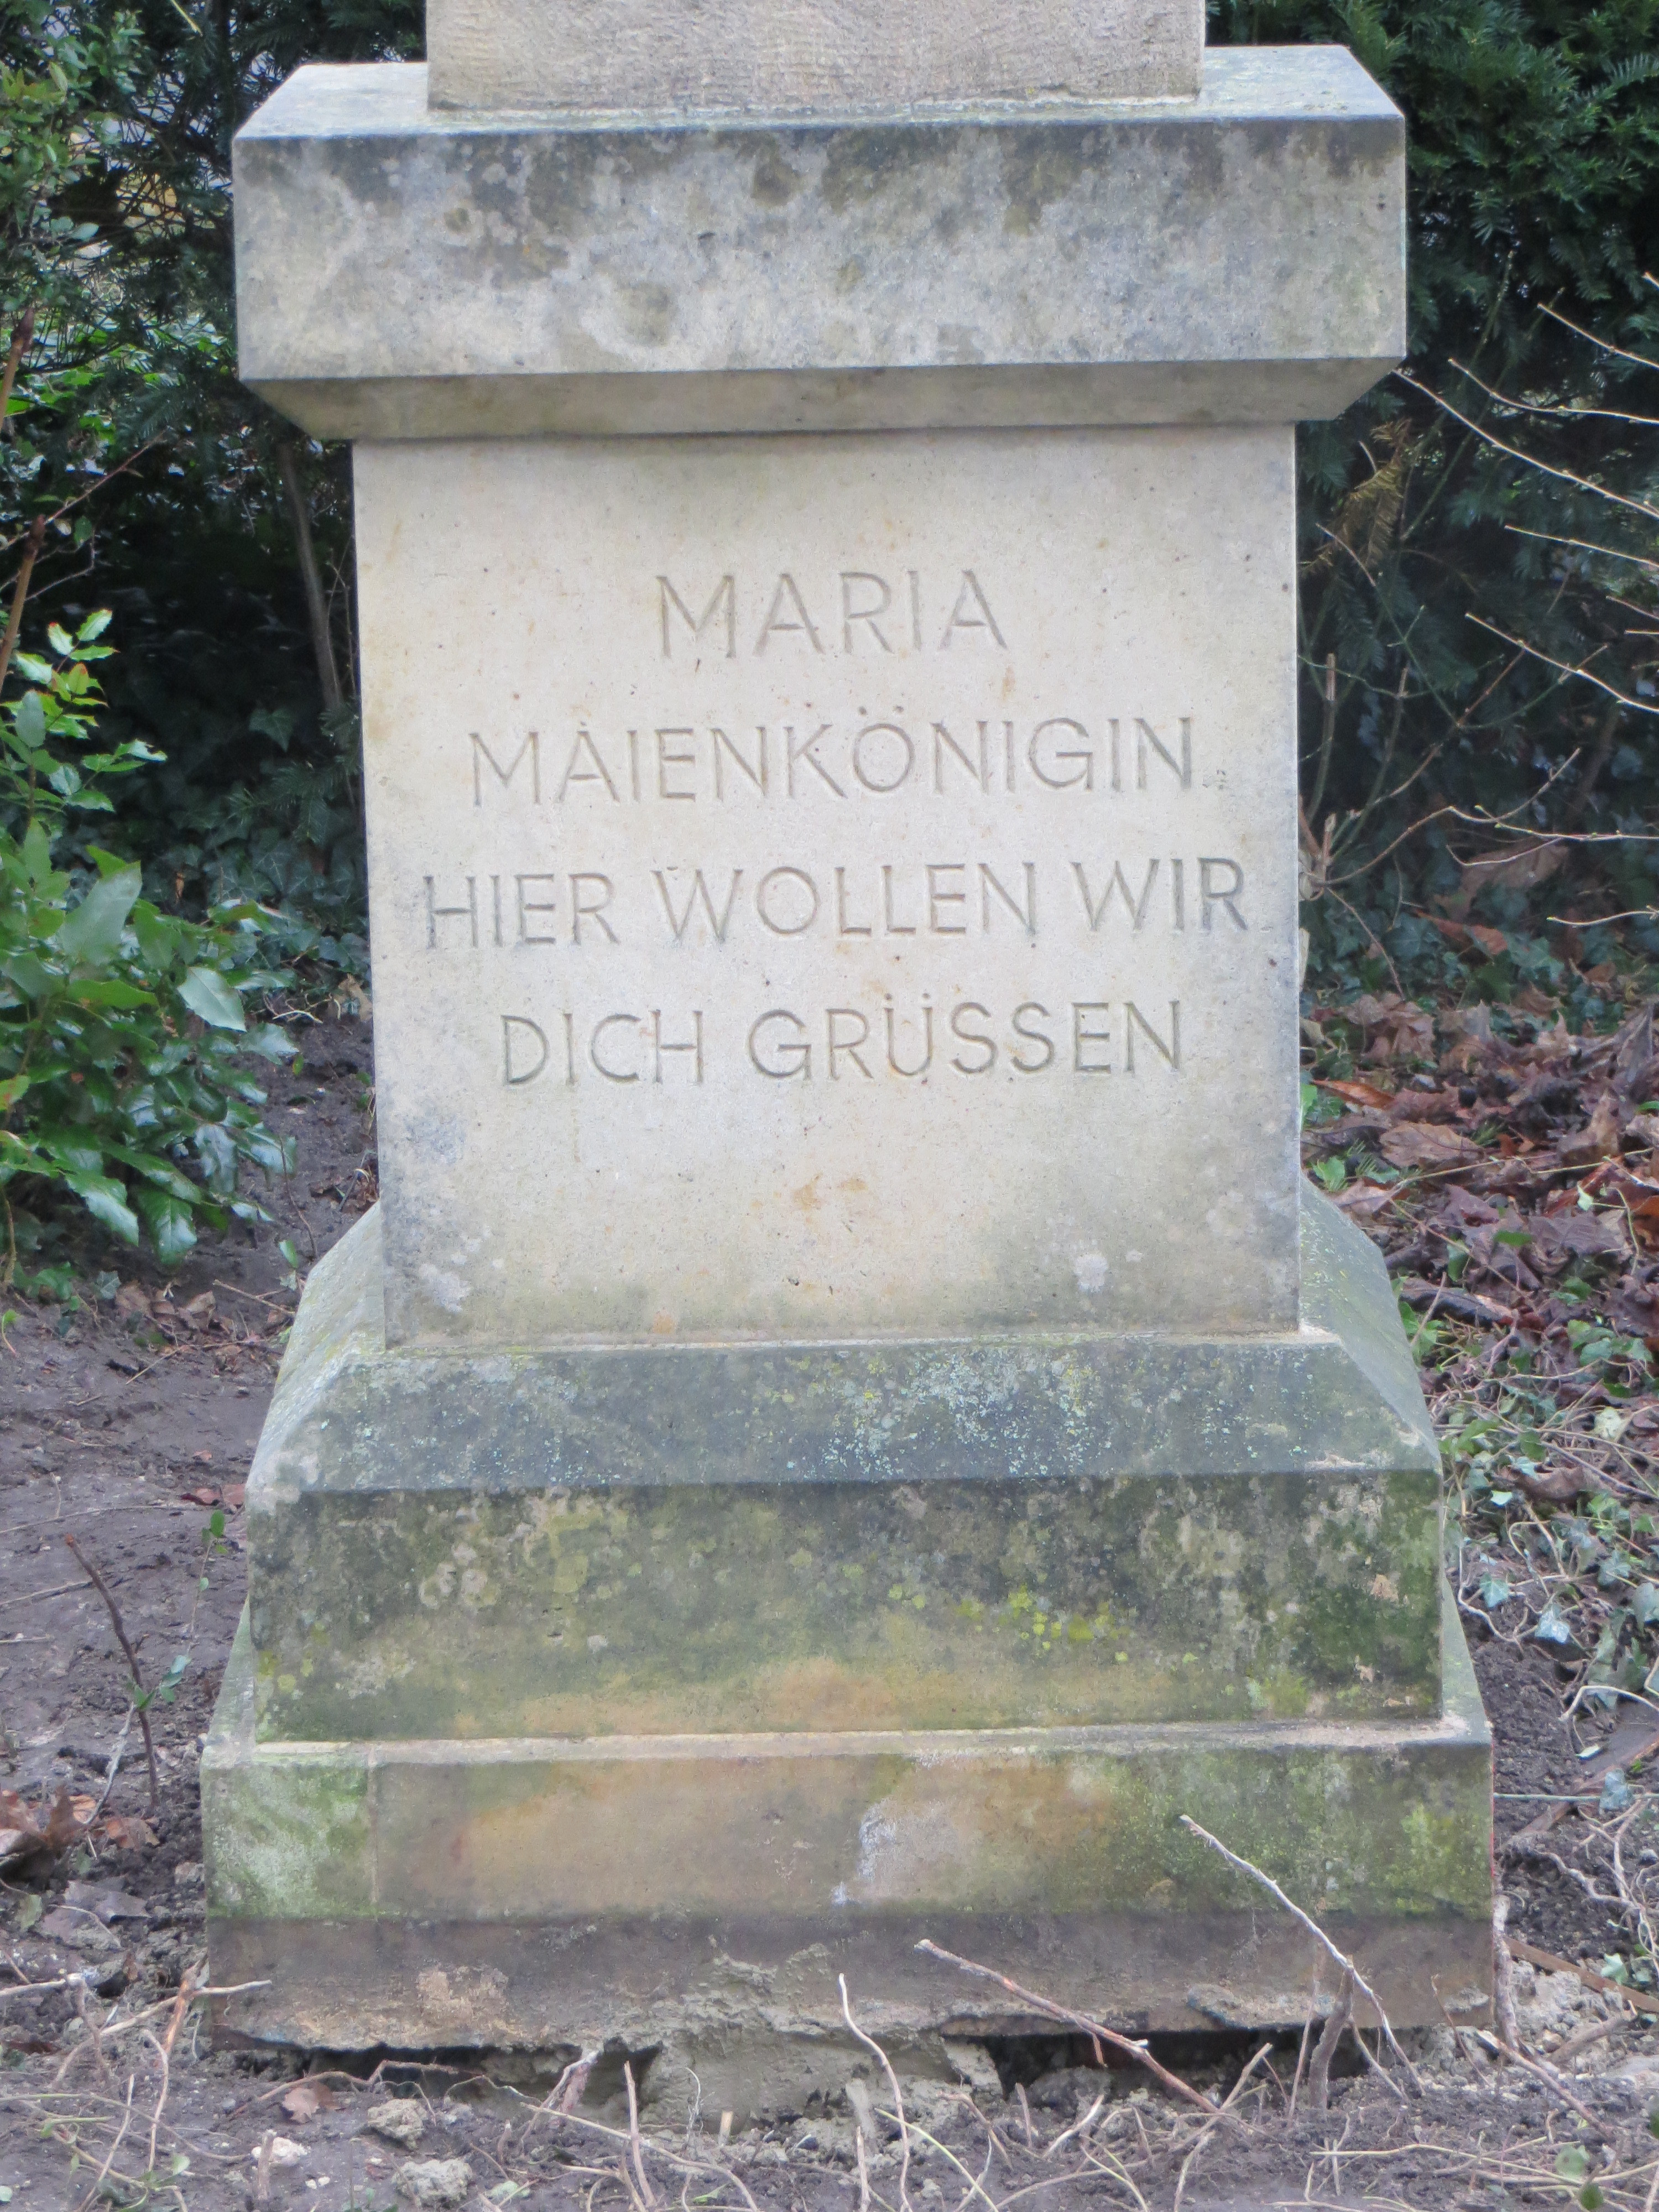 MARIA
MAIENKÖNIGIN
HIER WOLLEN WIR
DICH GRÜSSEN